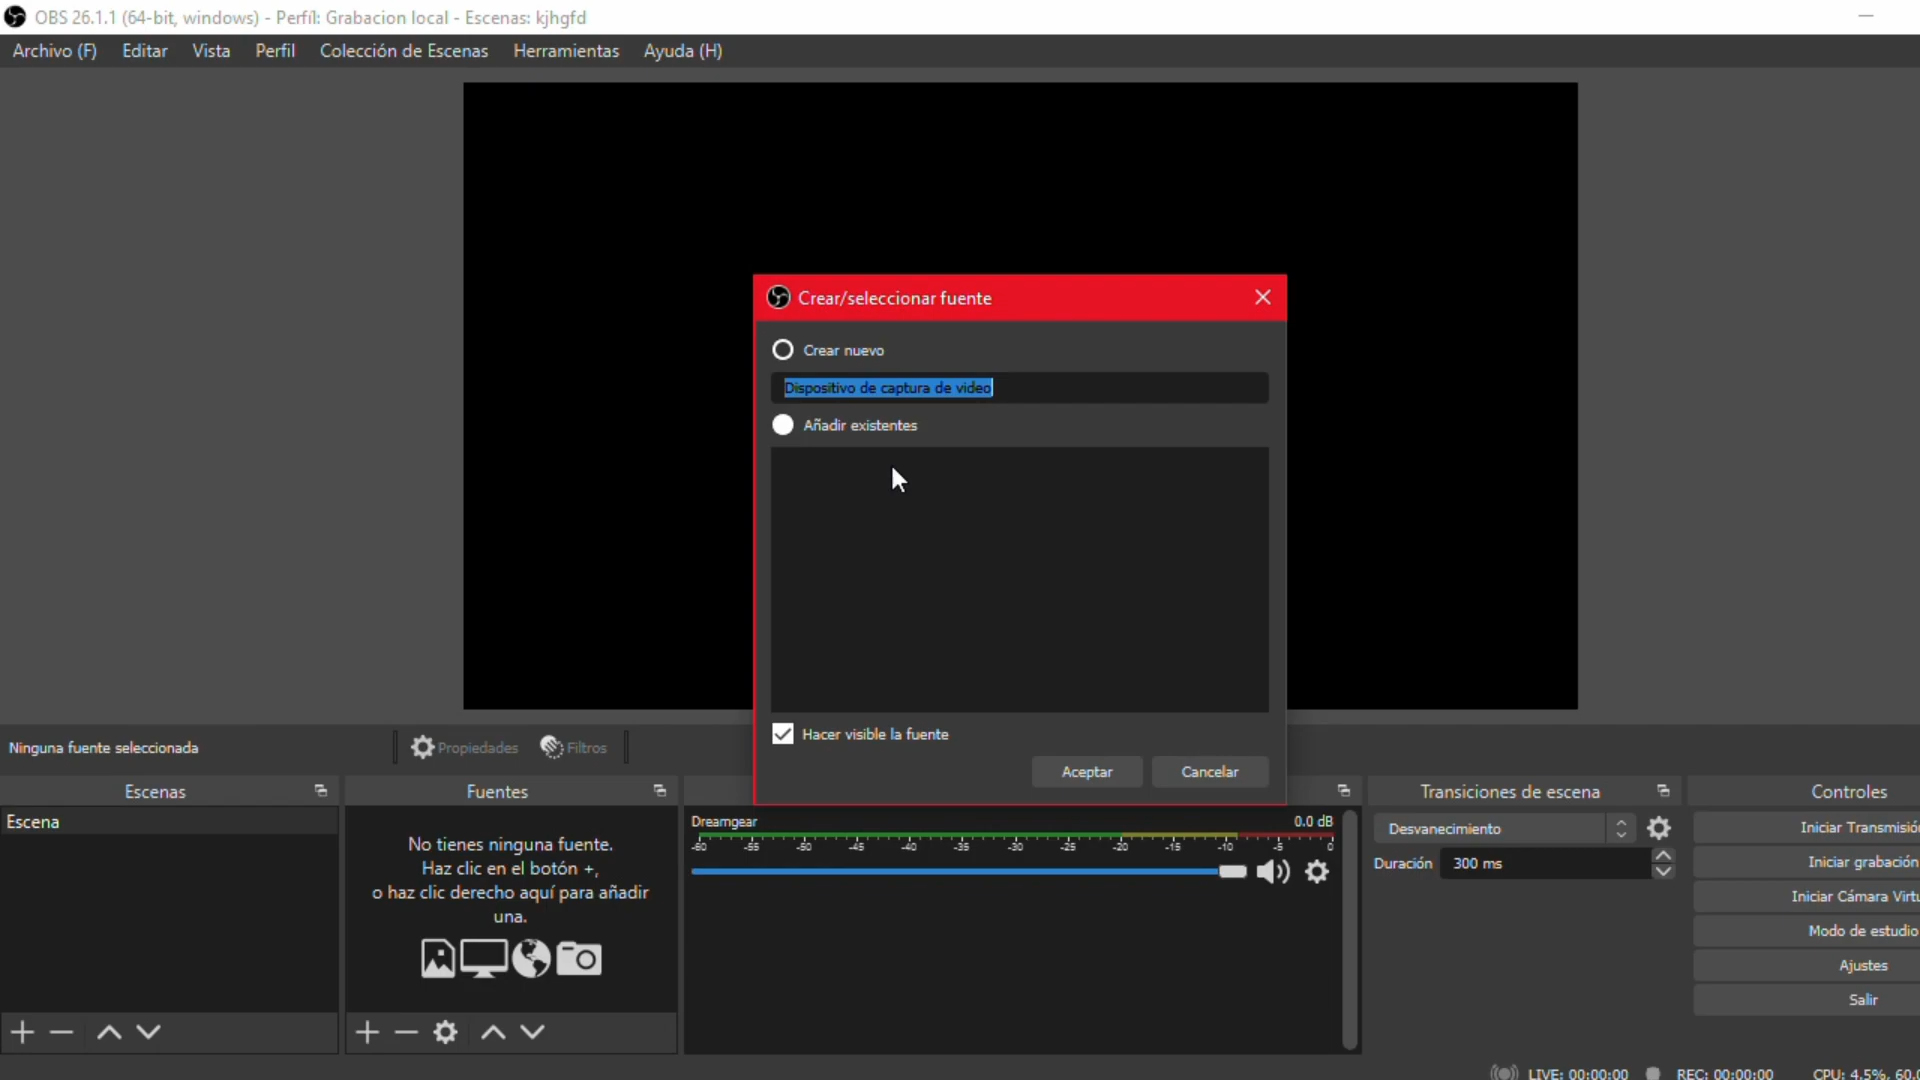 OBS 26.1.1 (64-bit, windows) - Perfil: Grabacion local - Escenas: kjhgfd
Archivo (F) Editar Vista Perfil Colección de Escenas Herramientas Ayuda (H)
Crear/seleccionar fuente
Crear nuevo
Dispositivo de captura de video
Añadir existentes
Hacer visible la fuente
Aceptar Cancelar
Ninguna fuente seleccionada Propiedades Filtros
Escenas Fuentes Transiciones de escena Controles
Escena
No tienes ninguna fuente.
Haz clic en el botón +,
o haz clic derecho aquí para añadir
una.
Dreamgear 0.0 dB
-60 -55 -50 -45 -40 -35 -30 -25 -20 -15 -10 -5 0
Desvanecimiento
Duración 300 ms
Iniciar Transmisió
Iniciar grabación
Iniciar Cámara Virtu
Modo de estudio
Ajustes
Salir
LIVE: 00:00:00 REC: 00:00:00 CPU: 4.5%, 60.0